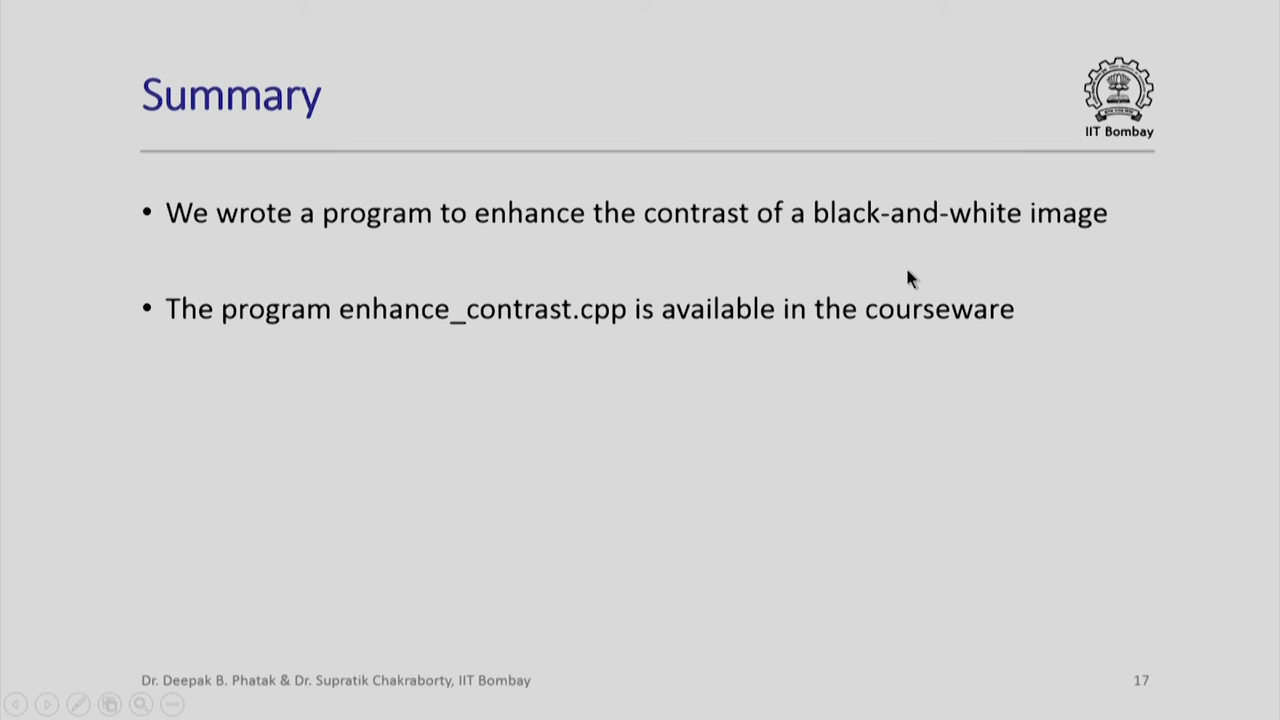 Summary
IIT Bombay
• We wrote a program to enhance the contrast of a black-and-white image
• The program enhance_contrast.cpp is available in the courseware
Dr. Deepak B. Phatak & Dr. Supratik Chakraborty, IIT Bombay
17